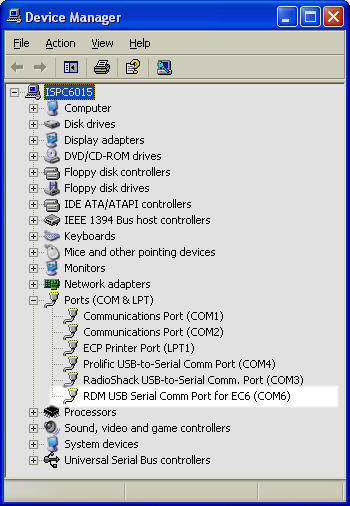 Device Manager
File Action View Help
ISPC6015
Computer
Disk drives
Display adapters
DVD/CD-ROM drives
Floppy disk controllers
Floppy disk drives
IDE ATA/ATAPI controllers
IEEE 1394 Bus host controllers
Keyboards
Mice and other pointing devices
Monitors
Network adapters
Ports (COM & LPT)
Communications Port (COM1)
Communications Port (COM2)
ECP Printer Port (LPT1)
Prolific USB-to-Serial Comm Port (COM4)
RadioShack USB-to-Serial Comm. Port (COM3)
RDM USB Serial Comm Port for EC6 (COM6)
Processors
Sound, video and game controllers
System devices
Universal Serial Bus controllers